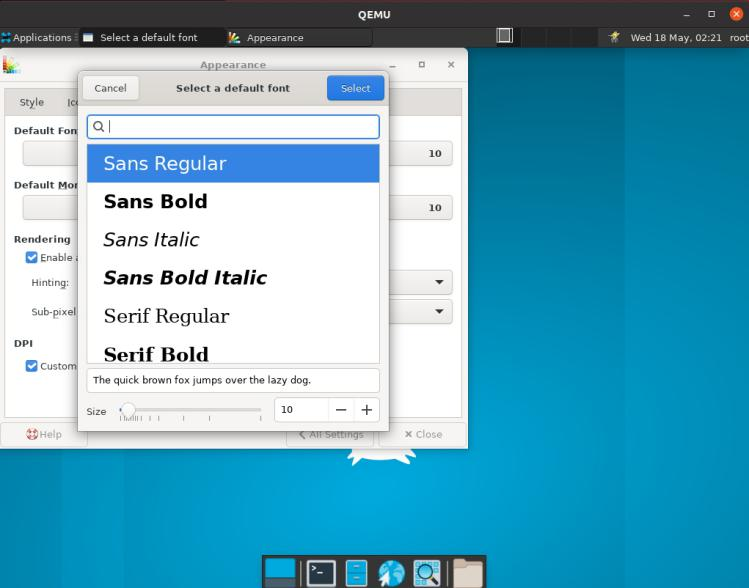 QEMU
Applications
Select a default font
Appearance
Wed 18 May, 02:21
root
Appearance
Cancel
Select a default font
Select
Style
Default
10
Sans Regular
Sans Bold
Default
10
Sans Italic
Rendering
Enable
Sans Bold Italic
Hinting:
Serif Regular
Sub-pixel
DPI
Serif Bold
Custom
The quick brown fox jumps over the lazy dog.
Size
10
Help
All Settings
Close